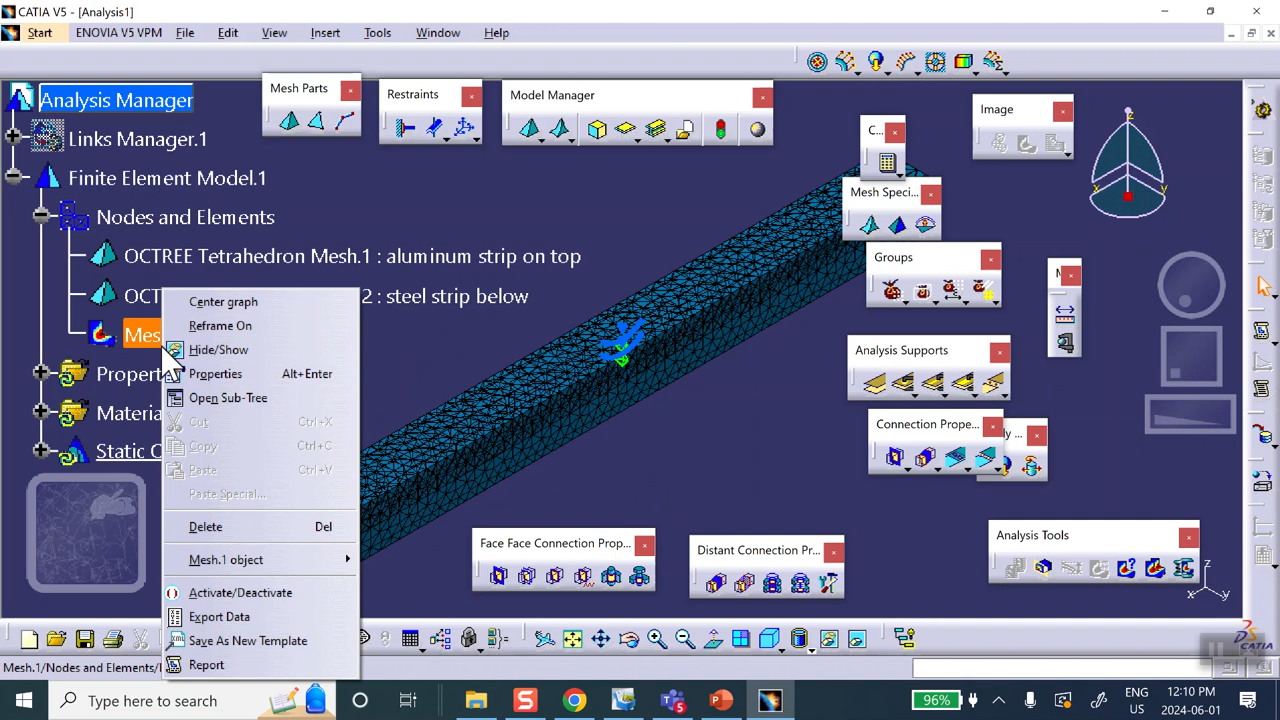 CATIA V5 - [Analysis1]
Start ENOVIA V5 VPM File Edit View Insert Tools Window Help
Mesh Parts
Restraints
Model Manager
C...
Image
Analysis Manager
Links Manager.1
Finite Element Model.1
Nodes and Elements
OCTREE Tetrahedron Mesh.1 : aluminum strip on top
OCT 2 : steel strip below
Mes
Propert
Materia
Static C
Center graph
Reframe On
Hide/Show
Properties Alt+Enter
Open Sub-Tree
Cut Ctrl+X
Copy Ctrl+C
Paste Ctrl+V
Paste Special...
Delete Del
Mesh.1 object
Activate/Deactivate
Export Data
Save As New Template
Report
Mesh Speci...
Groups
M
Analysis Supports
Connection Prope...
ly ...
Face Face Connection Prop...
Distant Connection Pr...
Analysis Tools
z
x
y
z
x
y
CATIA
Mesh.1/Nodes and Elements/
Type here to search
96%
ENG
US
12:10 PM
2024-06-01